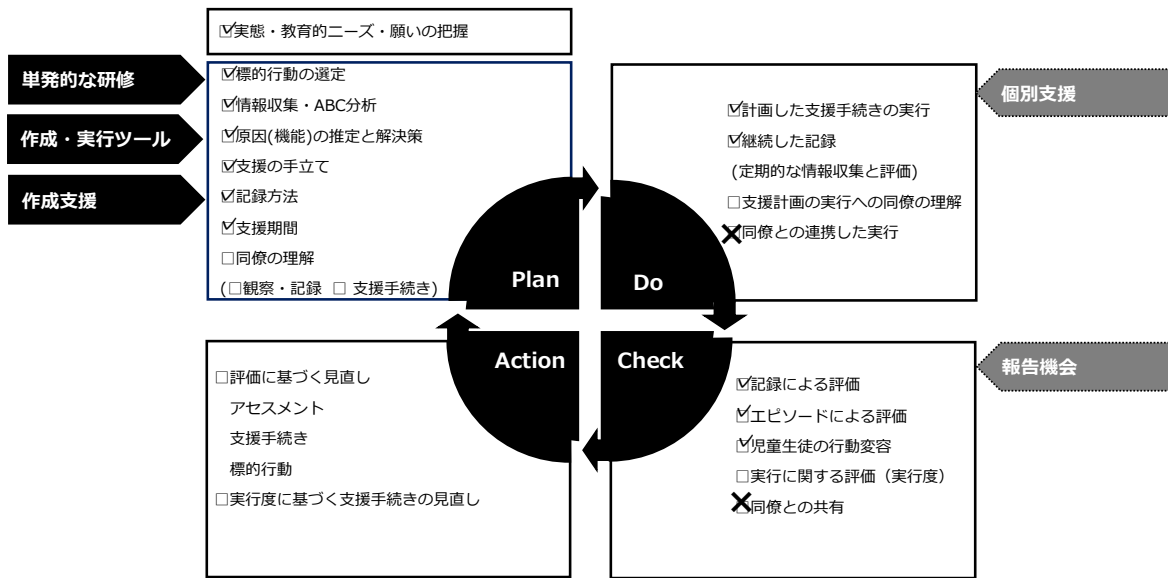 ☑実態・教育的ニーズ・願いの把握
単発的な研修
作成・実行ツール
作成支援
☑標的行動の選定
☑情報収集・ABC分析
☑原因(機能)の推定と解決策
☑支援の手立て
☑記録方法
☑支援期間
□同僚の理解
(□観察・記録 □ 支援手続き)
Plan
Do
☑計画した支援手続きの実行
☑継続した記録
(定期的な情報収集と評価)
□支援計画の実行への同僚の理解
☒同僚との連携した実行
個別支援
Action
Check
□評価に基づく見直し
アセスメント
支援手続き
標的行動
□実行度に基づく支援手続きの見直し
☑記録による評価
☑エピソードによる評価
☑児童生徒の行動変容
□実行に関する評価（実行度）
☒同僚との共有
報告機会